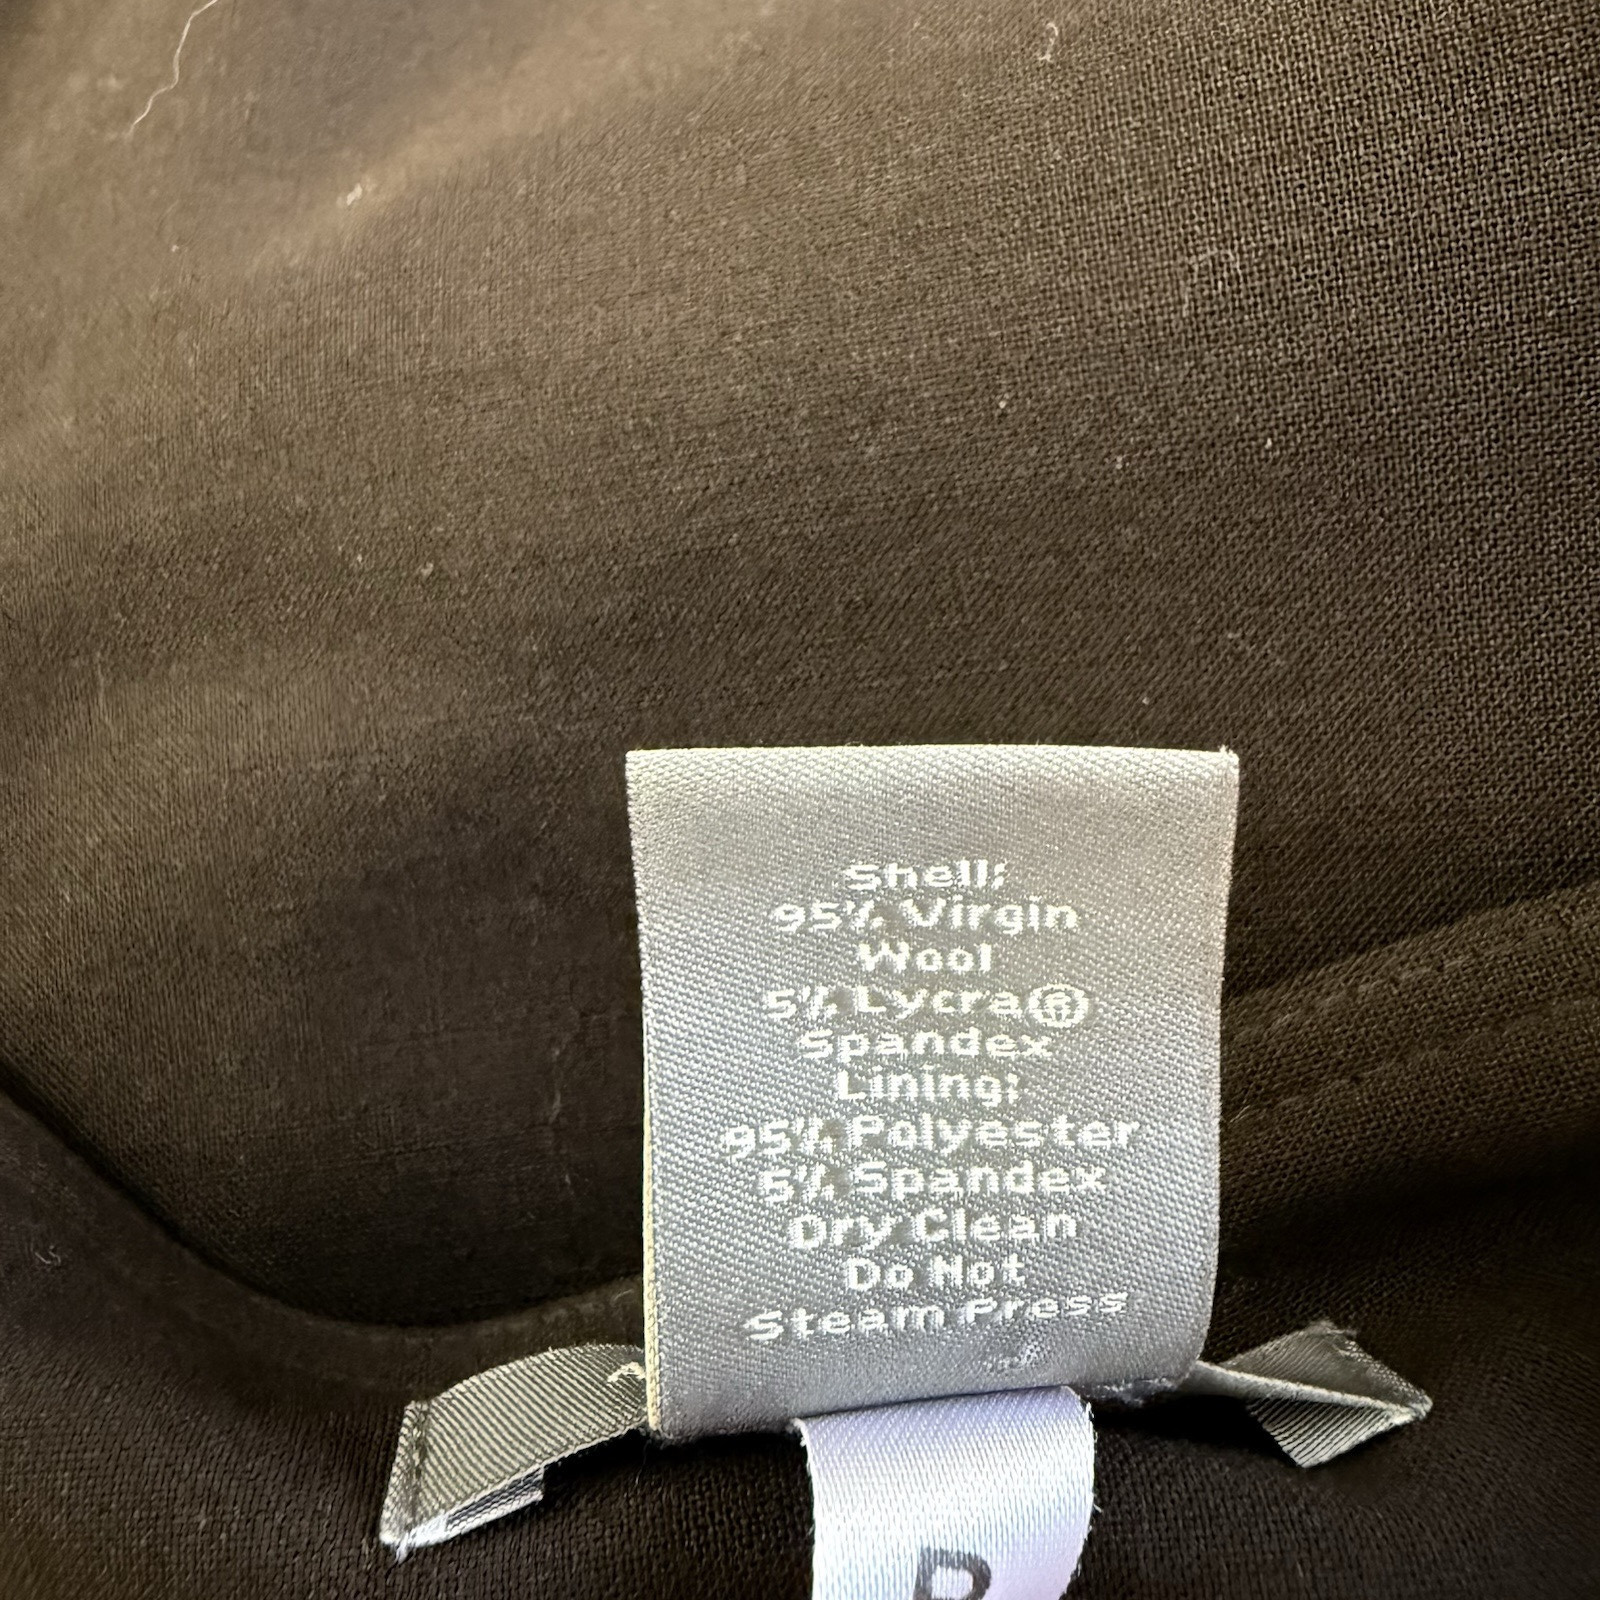 Shell:
95% Virgin
Wool
5% Lycra®
Spandex
Lining:
95% Polyester
5% Spandex
Dry Clean
Do Not
Steam Press